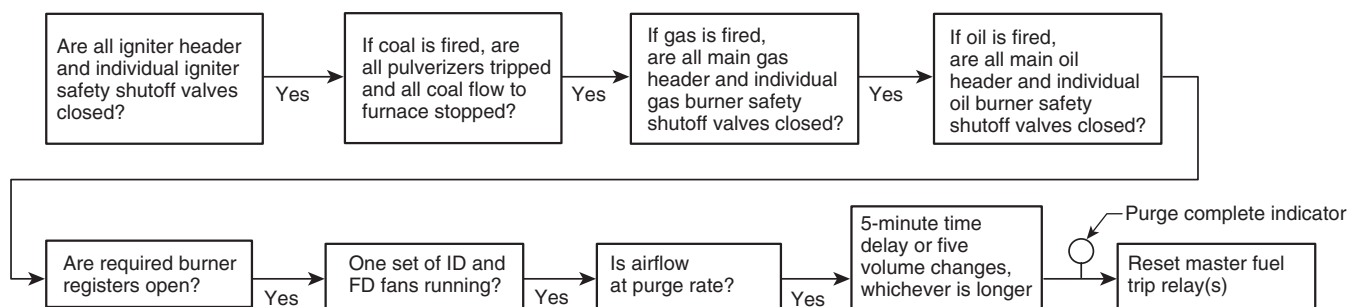 Are all igniter header
and individual igniter
safety shutoff valves
closed?
Yes
If coal is fired, are
all pulverizers tripped
and all coal flow to
furnace stopped?
Yes
If gas is fired,
are all main gas
header and individual
gas burner safety
shutoff valves closed?
Yes
If oil is fired,
are all main oil
header and individual
oil burner safety
shutoff valves closed?
Are required burner
registers open?
Yes
One set of ID and
FD fans running?
Yes
Is airflow
at purge rate?
Yes
5-minute time
delay or five
volume changes,
whichever is longer
Purge complete indicator
Reset master fuel
trip relay(s)